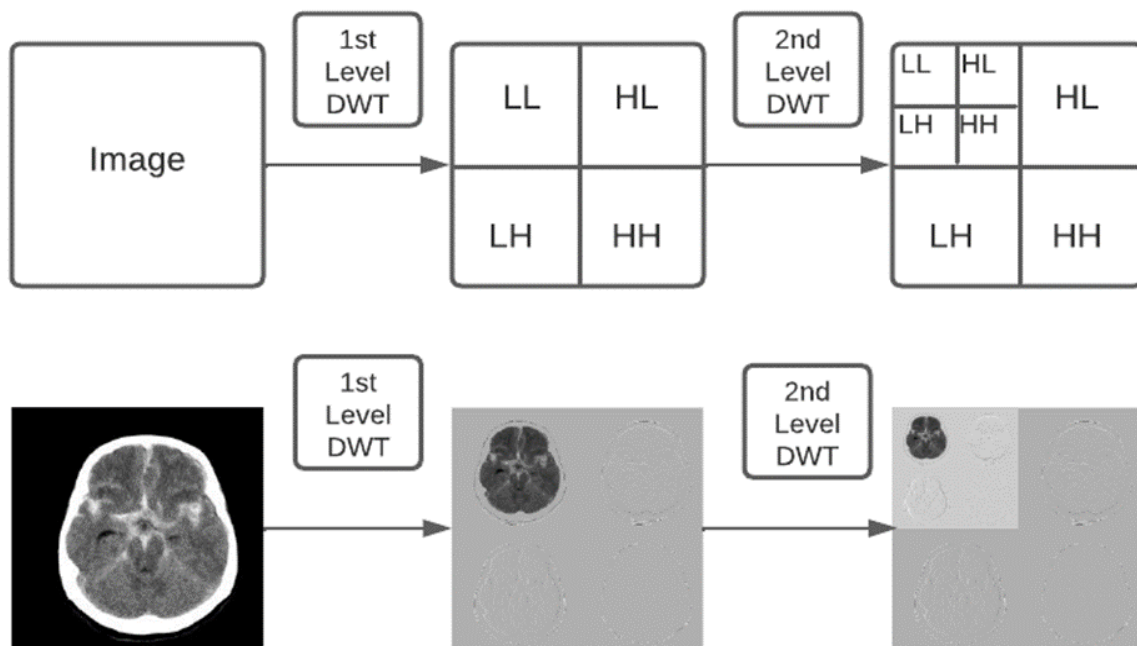 Image
1st
Level
DWT
LL HL
LH HH
2nd
Level
DWT
LL HL
LH HH
HL
LH HH
1st
Level
DWT
2nd
Level
DWT